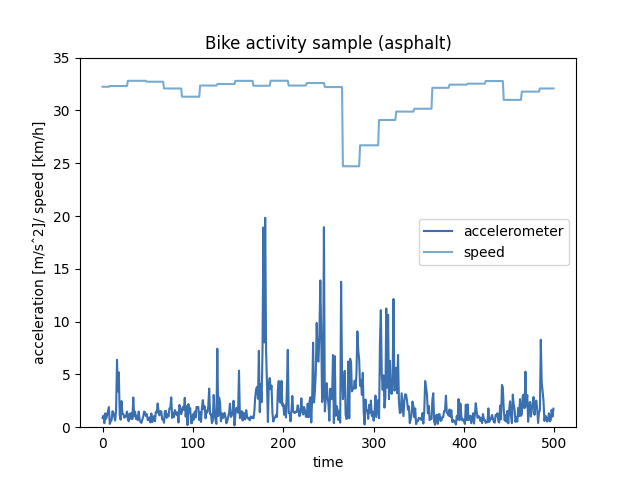 Bike activity sample (asphalt)
35
30
25
20
15
10
5
0
acceleration [m/s^2]/ speed [km/h]
accelerometer
speed
0 100 200 300 400 500
time